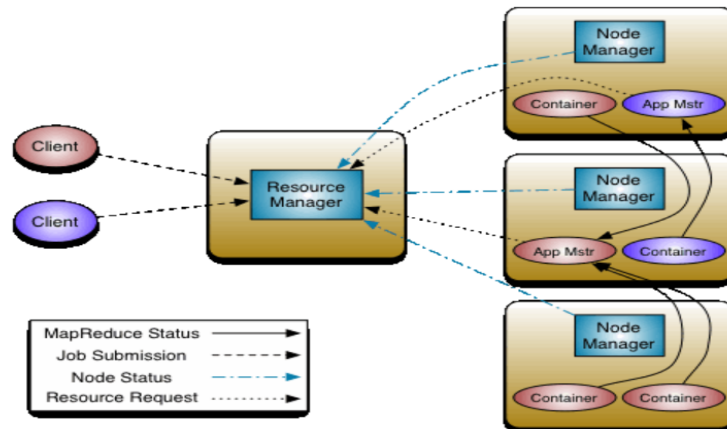 Node
Manager
Container
App Mstr
Client
Resource
Manager
Client
Node
Manager
App Mstr
Container
Node
Manager
Container
Container
MapReduce Status
Job Submission
Node Status
Resource Request